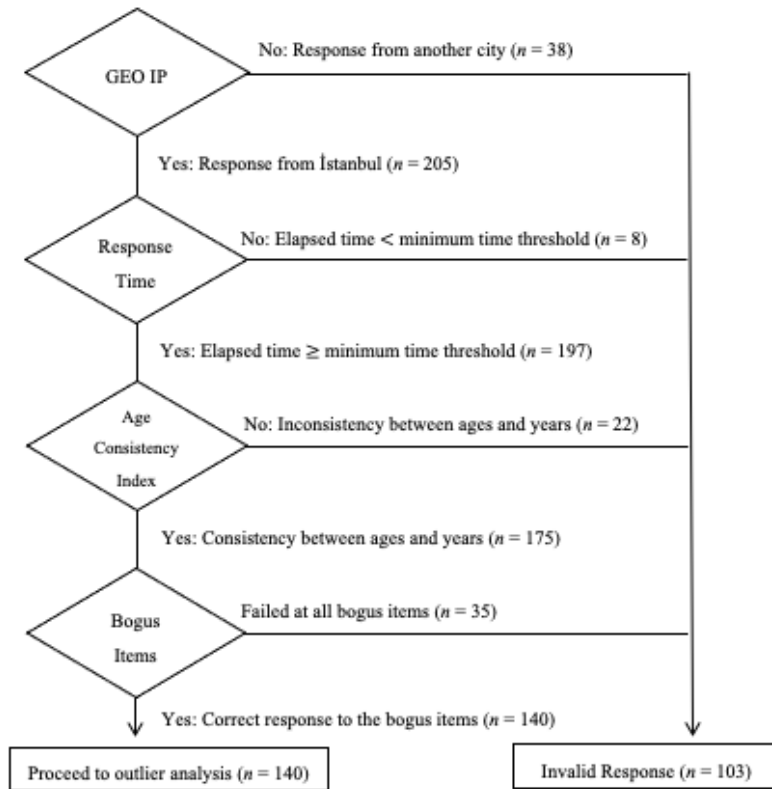 No: Response from another city (n = 38)
GEO IP
Yes: Response from İstanbul (n = 205)
No: Elapsed time < minimum time threshold (n = 8)
Response
Time
Yes: Elapsed time ≥ minimum time threshold (n = 197)
Age
Consistency
Index
No: Inconsistency between ages and years (n = 22)
Yes: Consistency between ages and years (n = 175)
Failed at all bogus items (n = 35)
Bogus
Items
Yes: Correct response to the bogus items (n = 140)
Proceed to outlier analysis (n = 140)
Invalid Response (n = 103)